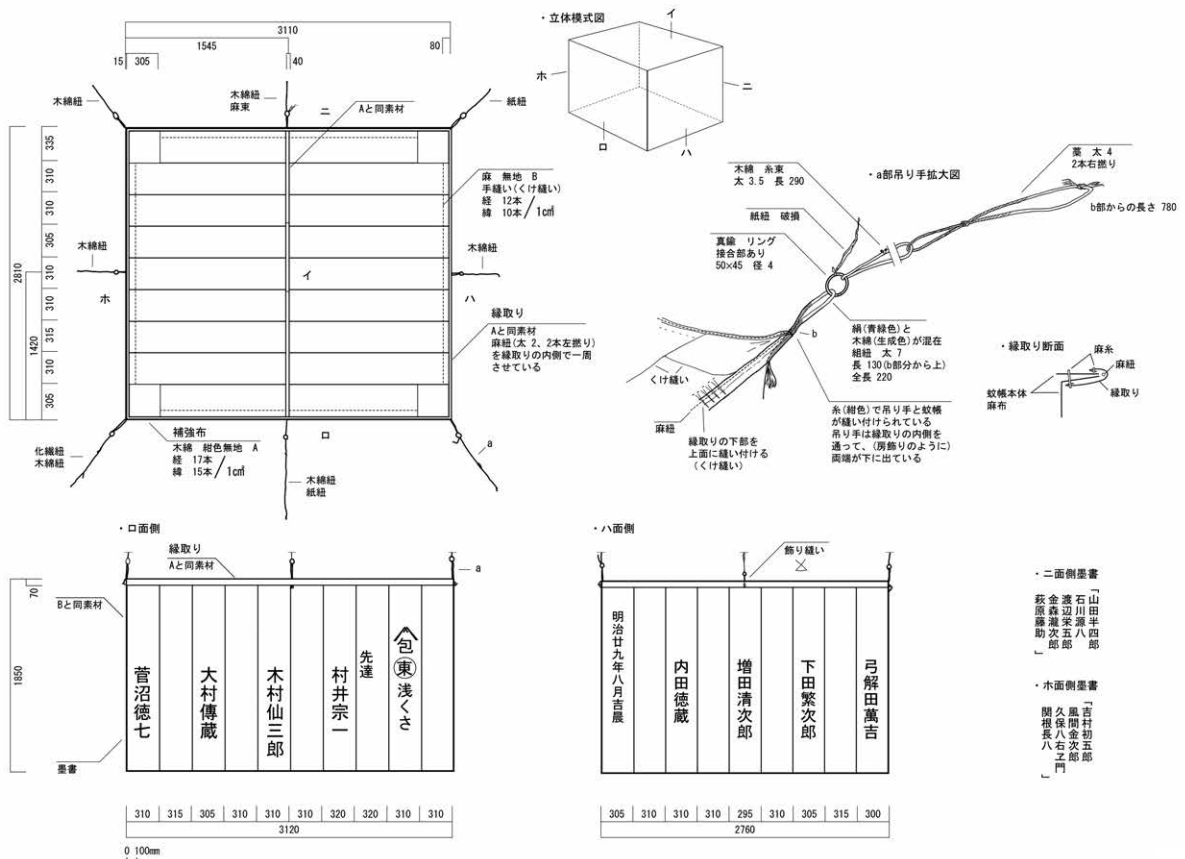 3110
1545
80
15
305
40
木綿紐
木綿紐
麻束
ニ
Aと同素材
紙紐
2810
1420
335
310
310
305
310
310
315
310
305
麻 無地 B
手縫い(くけ縫い)
経 12本
緯 10本/1c㎡
木綿紐
ホ
イ
木綿紐
ハ
縁取り
Aと同素材
麻紐(太 2、2本左撚り)
を縁取りの内側で一周
させている
補強布
木綿 紺色無地 A
経 17本
緯 15本/1c㎡
化繊紐
木綿紐
ロ
木綿紐
紙紐
a
・立体模式図
イ
ホ
ニ
ロ
ハ
・a部吊り手拡大図
藁 太 4
2本右撚り
b部からの長さ 780
木綿 糸束
太 3.5 長 290
紙紐 破損
真鍮 リング
接合部あり
50×45 径 4
b
絹(青緑色)と
木綿(生成色)が混在
組紐 太 7
長 130(b部分から上)
全長 220
くけ縫い
麻紐
縁取りの下部を
上面に縫い付ける
(くけ縫い)
糸(紺色)で吊り手と蚊帳
が縫い付けられている
吊り手は縁取りの内側を
通って、(房飾りのように)
両端が下に出ている
・縁取り断面
麻糸
麻紐
縁取り
蚊帳本体
麻布
・ロ面側
縁取り
Aと同素材
a
70
1850
Bと同素材
墨書
包
東
浅くさ
先達
村井宗一
木村仙三郎
大村傳蔵
菅沼徳七
310 315 305 310 310 310 320 320 310 310
3120
0 100mm
・ハ面側
飾り縫い
弓解田萬吉
下田繁次郎
増田清次郎
内田徳蔵
明治廿九年八月吉晨
305 310 310 310 295 310 305 315 300
2760
・ニ面側墨書
「山田半四郎
石川源八
渡辺栄五郎
金森瀧次郎
萩原藤助」
・ホ面側墨書
「吉村初五郎
風間金次郎
久保八右ヱ門
関根長八」